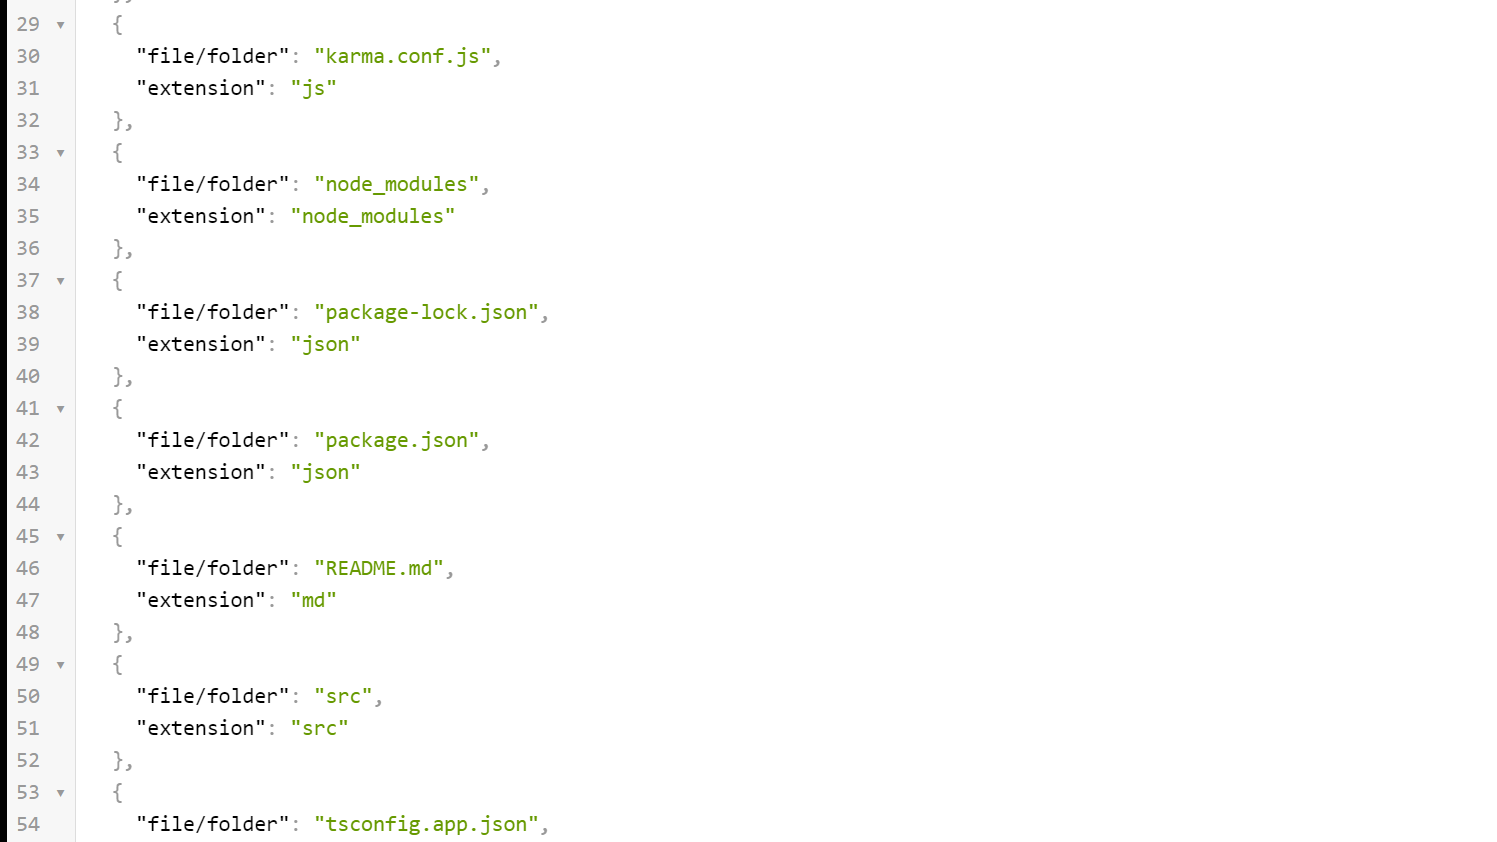 29 {
30 "file/folder": "karma.conf.js",
31 "extension": "js"
32 },
33 {
34 "file/folder": "node_modules",
35 "extension": "node_modules"
36 },
37 {
38 "file/folder": "package-lock.json",
39 "extension": "json"
40 },
41 {
42 "file/folder": "package.json",
43 "extension": "json"
44 },
45 {
46 "file/folder": "README.md",
47 "extension": "md"
48 },
49 {
50 "file/folder": "src",
51 "extension": "src"
52 },
53 {
54 "file/folder": "tsconfig.app.json",